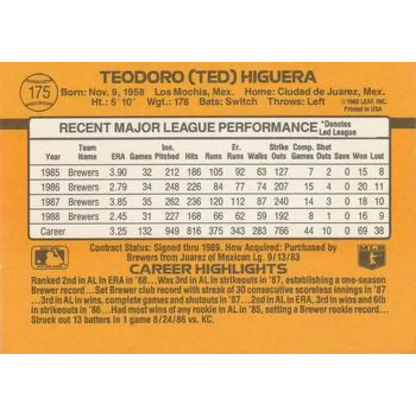 175
TEODORO (TED) HIGUERA
Born: Nov. 9, 1958 Los Mochis, Mex. Home: Ciudad de Juarez, Mex.
Ht.: 5' 10" Wgt.: 178 Bats: Switch Throws: Left
© 1988 LEAF, INC.
Printed in USA
RECENT MAJOR LEAGUE PERFORMANCE *Denotes Led League
Year Team Name ERA Games Inn. Pitched Hits Runs Er. Runs Walks Strike Outs Comp. Games Shut Outs Save Won Lost
1985 Brewers 3.90 32 212 186 105 92 63 127 7 2 0 15 8
1986 Brewers 2.79 34 248 226 84 77 74 207 15 4 0 20 11
1987 Brewers 3.85 35 262 236 120 112 87 240 14 3 0 18 10
1988 Brewers 2.45 31 227 168 66 62 59 192 8 1 0 16 9
Career 3.25 132 949 816 375 343 283 766 44 10 0 69 38
Contract Status: Signed thru 1989. How Acquired: Purchased by
Brewers from Juarez of Mexican Lg. 9/13/83
CAREER HIGHLIGHTS
Ranked 2nd in AL in ERA in '88...Was 3rd in AL in strikeouts in '87, establishing a one-season
Brewer record...Set Brewer club record with streak of 30 consecutive scoreless innings in '87
...3rd in wins, complete games and shutouts in '87...2nd in AL in wins in '86, 3rd in wins and 6th
in strikeouts in '86...Had most wins of any rookie in AL in '85, setting a Brewer rookie record...
Struck out 13 batters in 1 game 8/24/86 vs. KC.